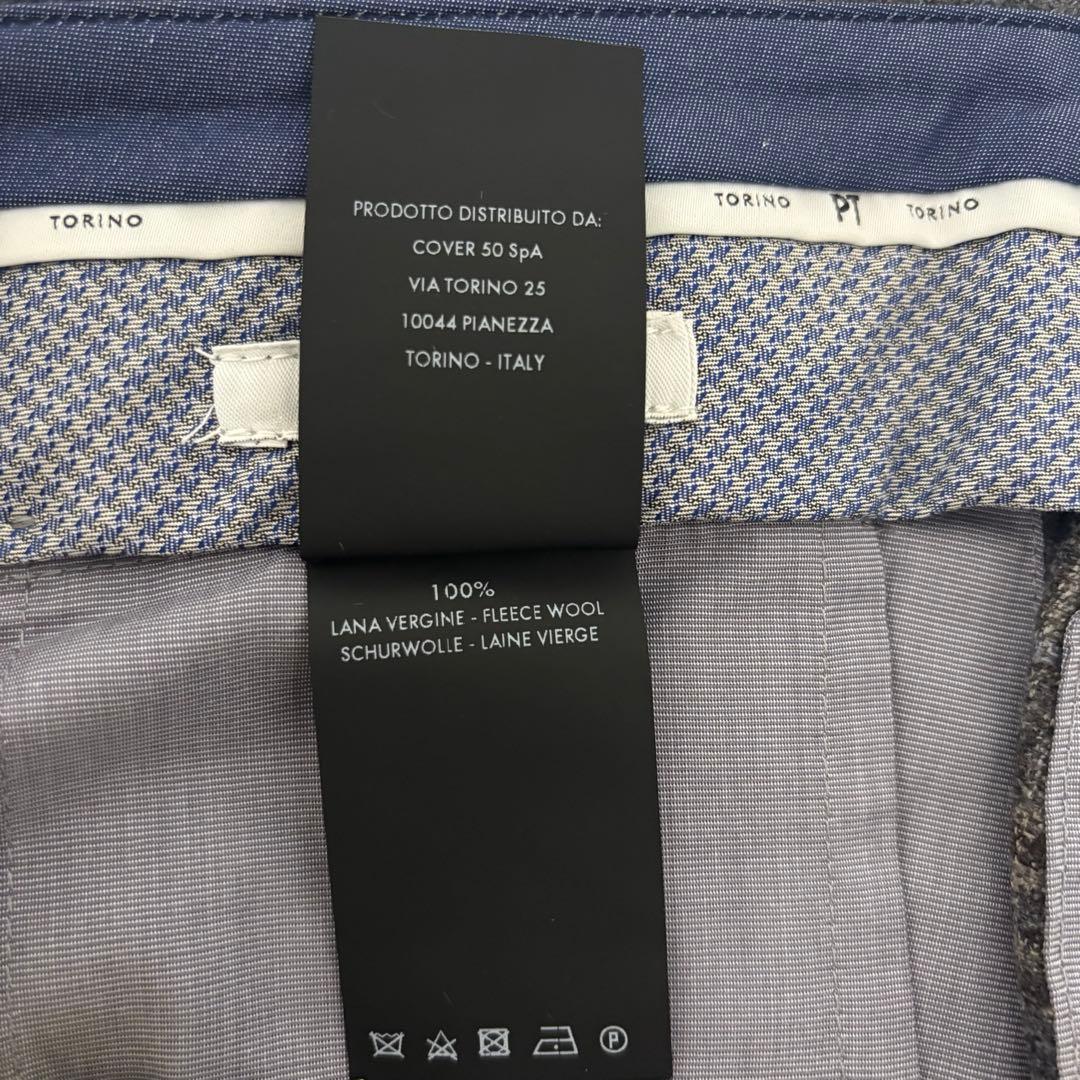 TORINO
TORINO PT TORINO
PRODOTTO DISTRIBUITO DA:
COVER 50 SpA
VIA TORINO 25
10044 PIANEZZA
TORINO - ITALY
100%
LANA VERGINE - FLEECE WOOL
SCHURWOLLE - LAINE VIERGE
P